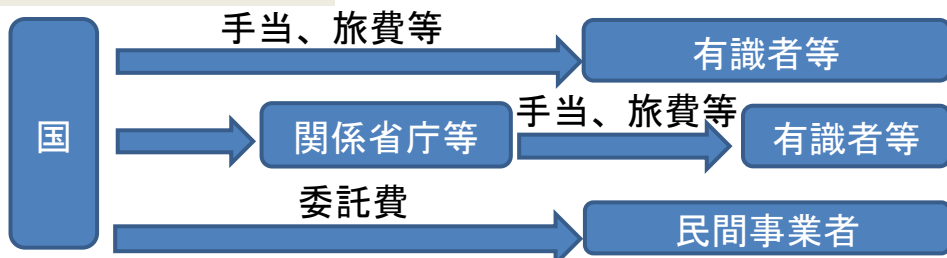 手当、旅費等
有識者等
国
関係省庁等
手当、旅費等
有識者等
委託費
民間事業者